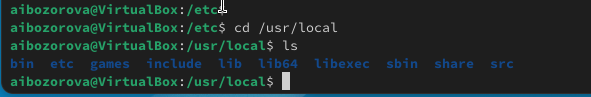 aibozorova@VirtualBox:/etc$
aibozorova@VirtualBox:/etc$ cd /usr/local
aibozorova@VirtualBox:/usr/local$ ls
bin etc games include lib lib64 libexec sbin share src
aibozorova@VirtualBox:/usr/local$